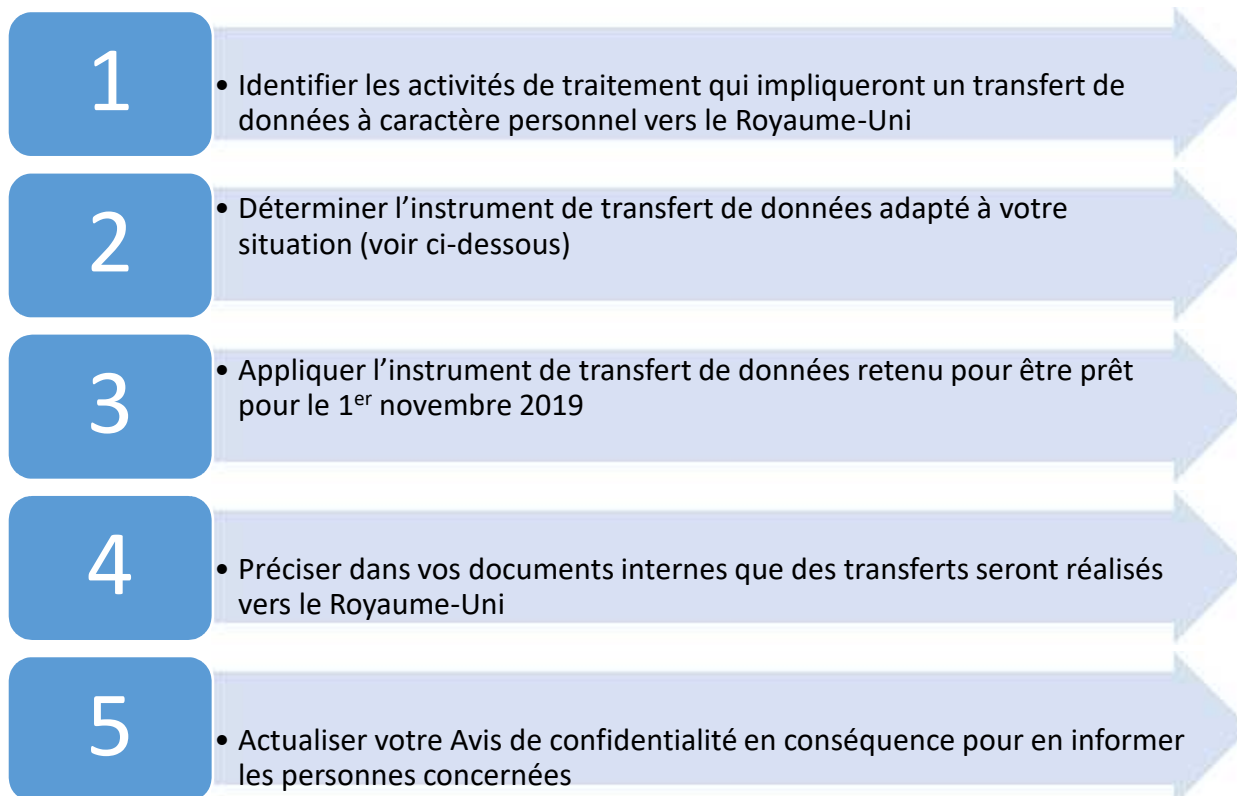 1
• Identifier les activités de traitement qui impliqueront un transfert de
données à caractère personnel vers le Royaume-Uni
2
• Déterminer l’instrument de transfert de données adapté à votre
situation (voir ci-dessous)
3
• Appliquer l’instrument de transfert de données retenu pour être prêt
pour le 1er novembre 2019
4
• Préciser dans vos documents internes que des transferts seront réalisés
vers le Royaume-Uni
5
• Actualiser votre Avis de confidentialité en conséquence pour en informer
les personnes concernées